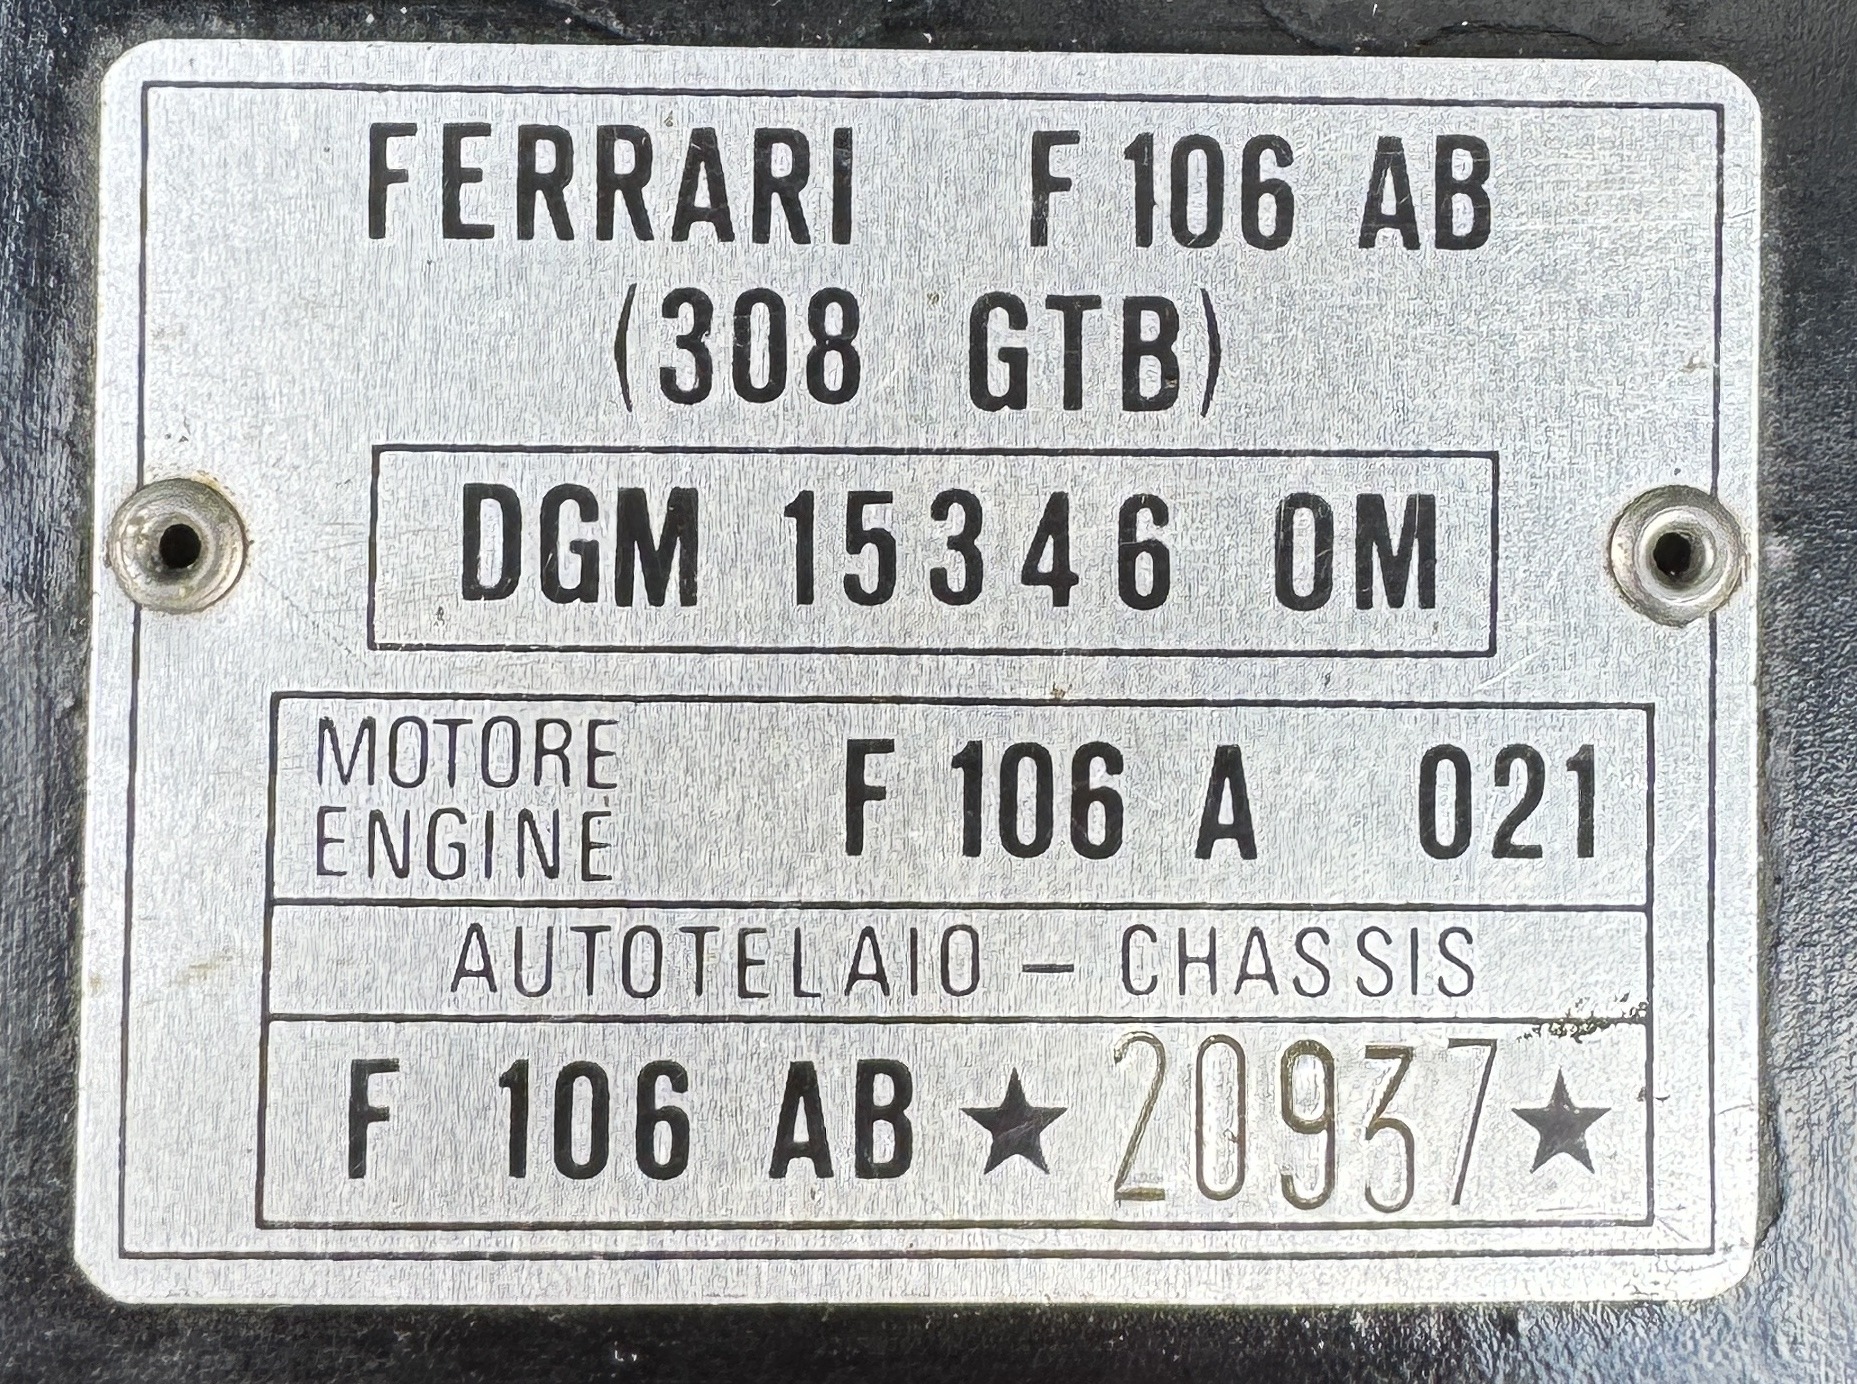 FERRARI F 106 AB
(308 GTB)
DGM 15346 OM
MOTORE
ENGINE
F 106 A 021
AUTOTELAIO – CHASSIS
F 106 AB ★ 20937 ★